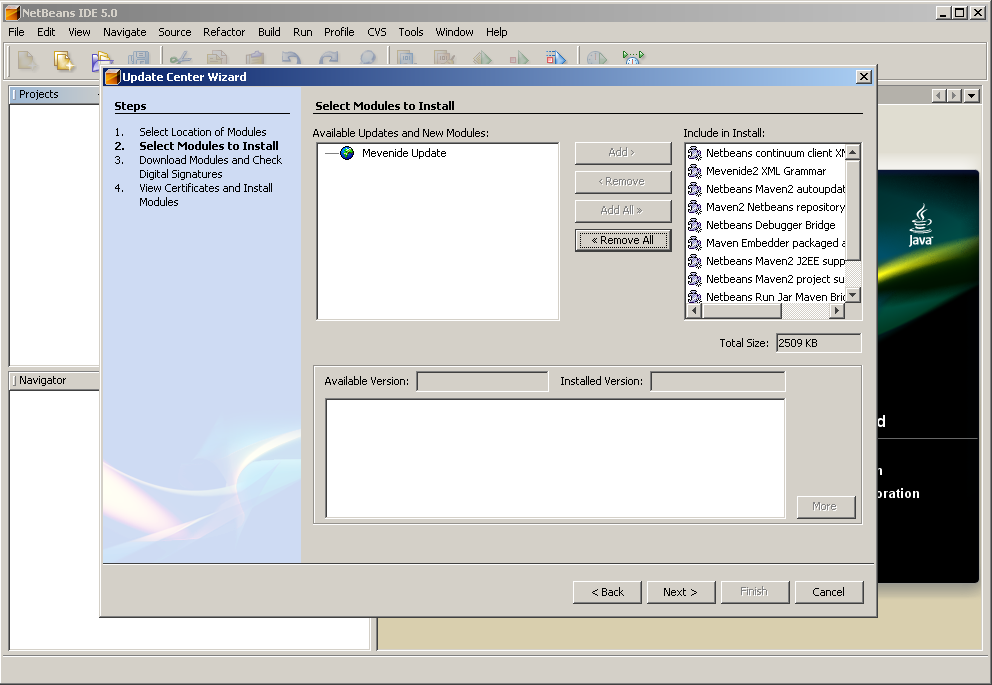 NetBeans IDE 5.0
File Edit View Navigate Source Refactor Build Run Profile CVS Tools Window Help
Projects
Navigator
Update Center Wizard
Steps
1. Select Location of Modules
2. Select Modules to Install
3. Download Modules and Check
Digital Signatures
4. View Certificates and Install
Modules
Select Modules to Install
Available Updates and New Modules:
Mevenide Update
Add >
< Remove
Add All »
« Remove All
Include in Install:
Netbeans continuum client XM
Mevenide2 XML Grammar
Netbeans Maven2 autoupdat
Maven2 Netbeans repository
Netbeans Debugger Bridge
Maven Embedder packaged a
Netbeans Maven2 J2EE supp
Netbeans Maven2 project su
Netbeans Run Jar Maven Bri
Total Size: 2509 KB
Available Version:
Installed Version:
More
< Back
Next >
Finish
Cancel
Java
d
n
oration